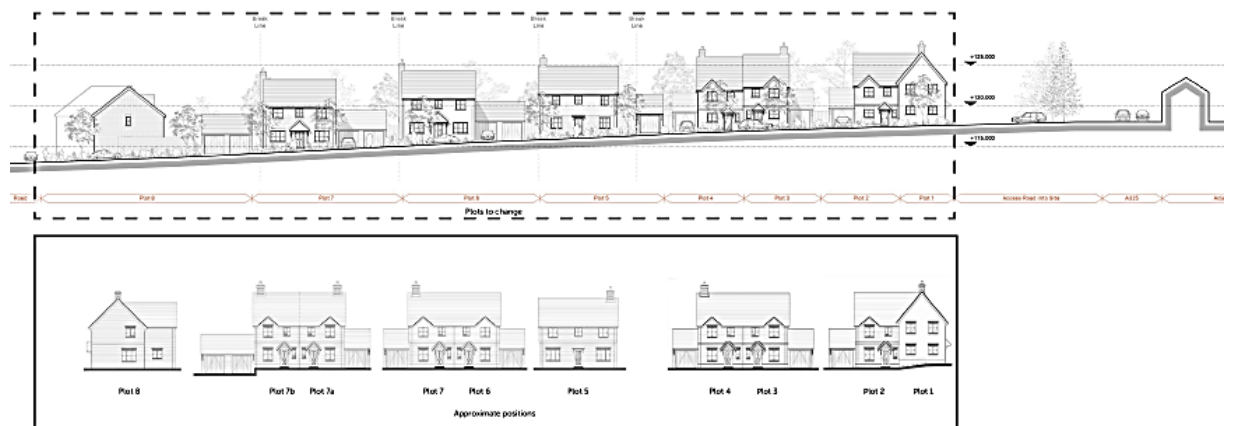 Break
Line
Break
Line
Break
Line
Break
Line
+125.000
+120.000
+115.000
Road
Plot 8
Plot 7
Plot 6
Plot 5
Plot 4
Plot 3
Plot 2
Plot 1
Access Road into Site
Plots to change
Plot 8
Plot 7b
Plot 7a
Plot 7
Plot 6
Plot 5
Plot 4
Plot 3
Plot 2
Plot 1
Approximate positions